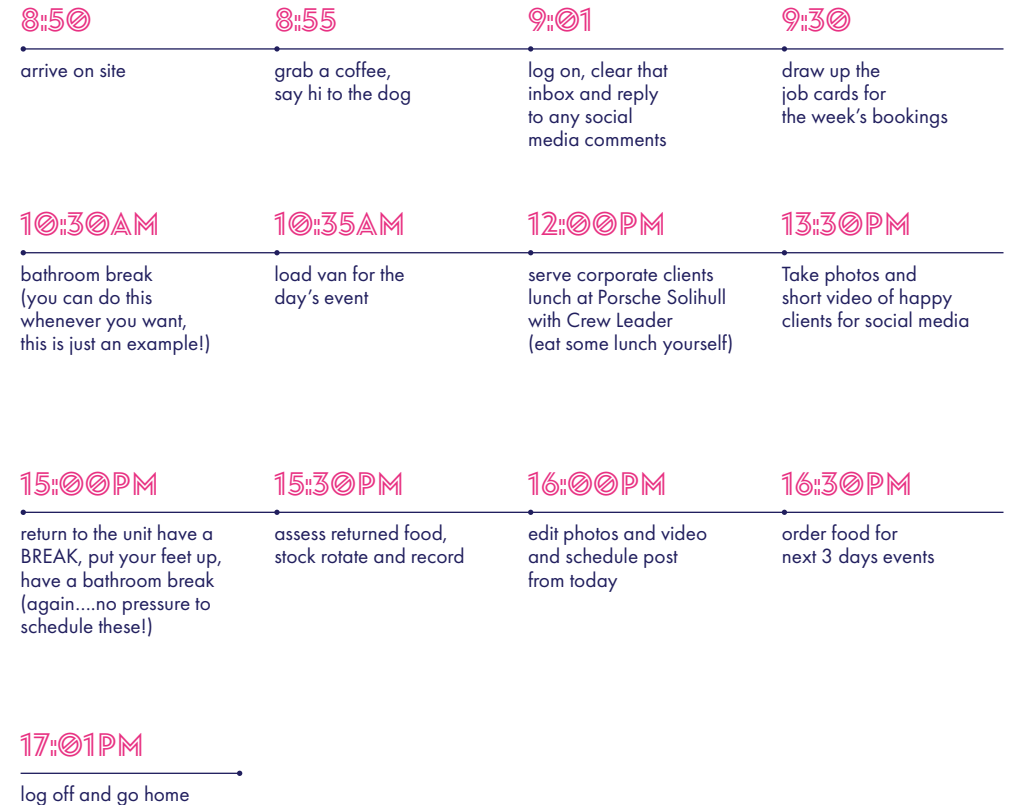 8:50
arrive on site
8:55
grab a coffee,
say hi to the dog
9:01
log on, clear that
inbox and reply
to any social
media comments
9:30
draw up the
job cards for
the week's bookings
10:30AM
bathroom break
(you can do this
whenever you want,
this is just an example!)
10:35AM
load van for the
day's event
12:00PM
serve corporate clients
lunch at Porsche Solihull
with Crew Leader
(eat some lunch yourself)
13:30PM
Take photos and
short video of happy
clients for social media
15:00PM
return to the unit have a
BREAK, put your feet up,
have a bathroom break
(again....no pressure to
schedule these!)
15:30PM
assess returned food,
stock rotate and record
16:00PM
edit photos and video
and schedule post
from today
16:30PM
order food for
next 3 days events
17:01PM
log off and go home